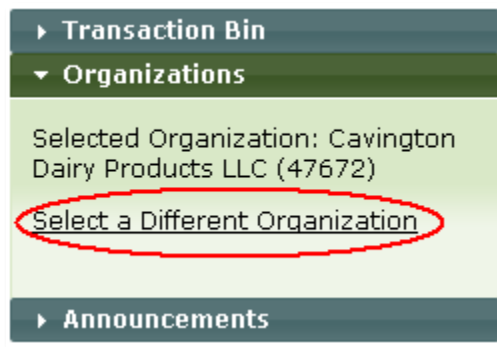 Transaction Bin
Organizations
Selected Organization: Cavington
Dairy Products LLC (47672)
Select a Different Organization
Announcements